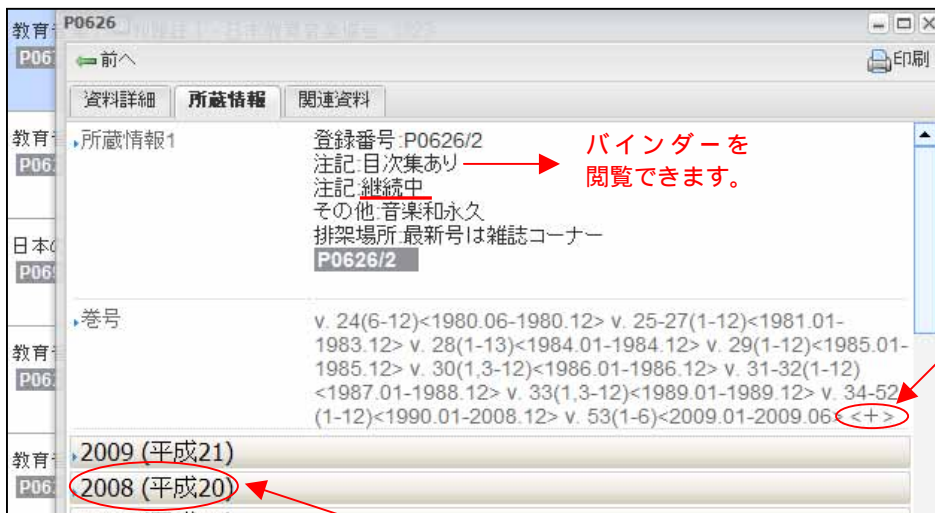 P0626
前へ
印刷
資料詳細 所蔵情報 関連資料
所蔵情報1
登録番号:P0626/2
注記:目次集あり
注記:継続中
その他:音楽和永久
排架場所:最新号は雑誌コーナー
P0626/2
バインダーを
閲覧できます。
巻号
v. 24(6-12)<1980.06-1980.12> v. 25-27(1-12)<1981.01-
1983.12> v. 28(1-13)<1984.01-1984.12> v. 29(1-12)<1985.01-
1985.12> v. 30(1,3-12)<1986.01-1986.12> v. 31-32(1-12)
<1987.01-1988.12> v. 33(1,3-12)<1989.01-1989.12> v. 34-52
(1-12)<1990.01-2008.12> v. 53(1-6)<2009.01-2009.06> <+>
2009 (平成21)
2008 (平成20)
教育
P06
教育
P06
日本の
P06
教育
P06
教育
P06